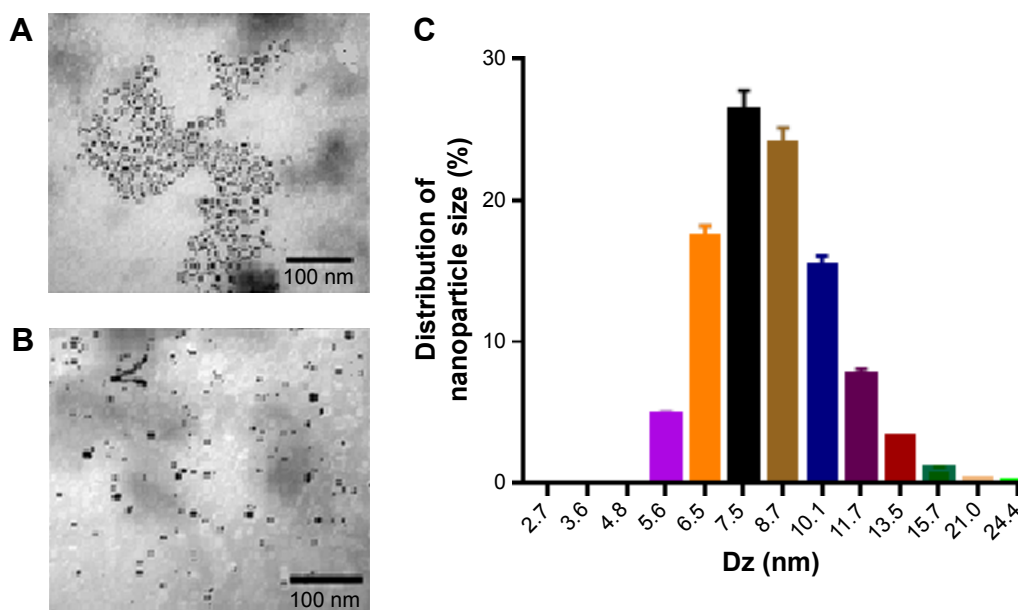 A
100 nm
B
100 nm
C
Distribution of
nanoparticle size (%)
30
20
10
0
2.7
3.6
4.8
5.6
6.5
7.5
8.7
10.1
11.7
13.5
15.7
21.0
24.4
Dz (nm)